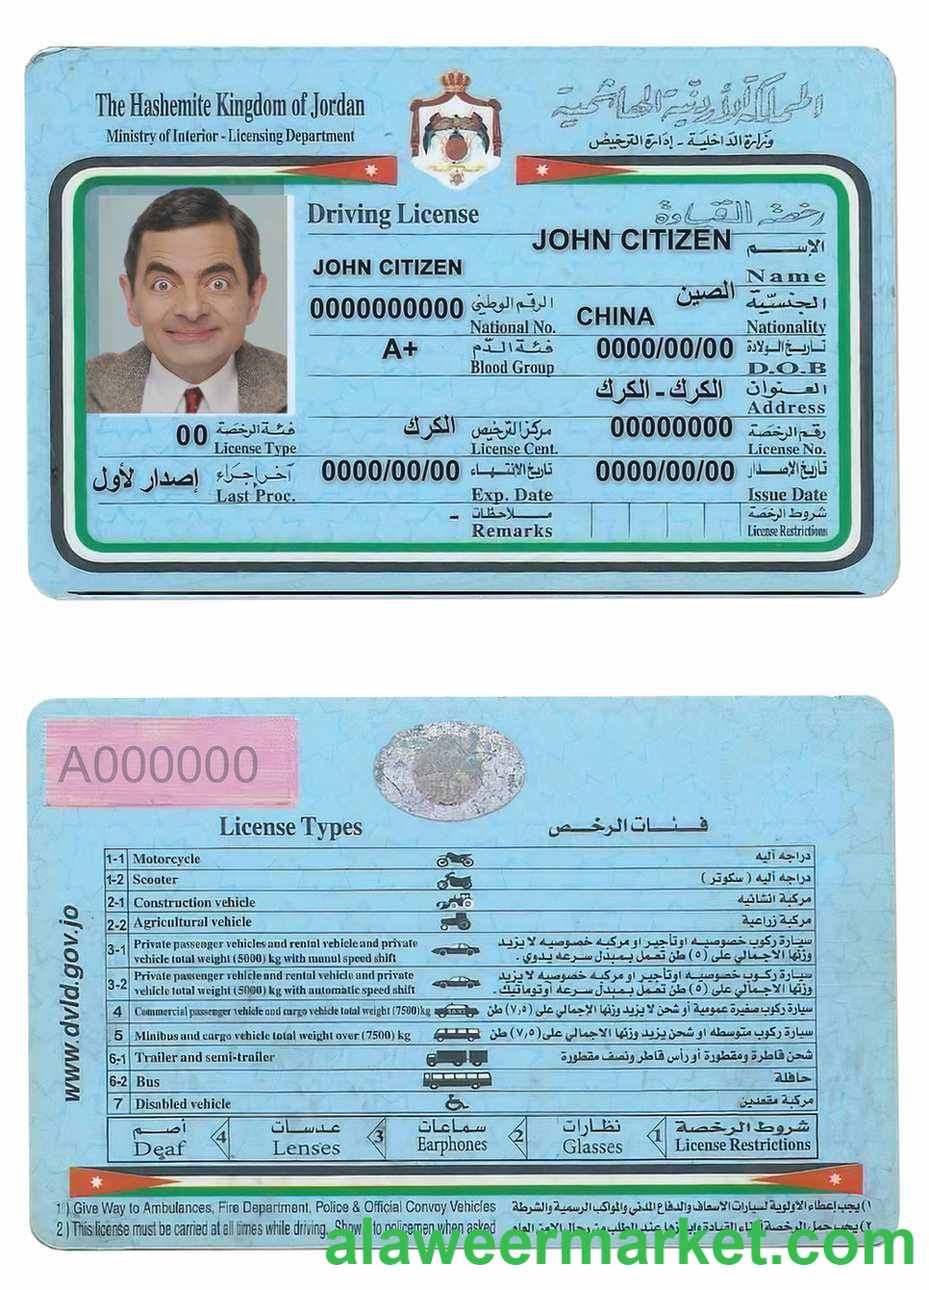 The Hashemite Kingdom of Jordan
المملكة الأردنية الهاشمية
Ministry of Interior - Licensing Department
وزارة الداخلية - إدارة الترخيص
Driving License
رخصة القيادة
JOHN CITIZEN
الإسم
JOHN CITIZEN
Name
0000000000
الرقم الوطني
National No.
الصين
CHINA
الجنسية
Nationality
A+
فئة الدم
Blood Group
0000/00/00
تاريخ الولادة
D.O.B
الكرك - الكرك
العنوان
Address
00
فئة الرخصة
License Type
الكرك
مركز الترخيص
License Cent.
00000000
رقم الرخصة
License No.
إصدار لأول
آخر إجراء
Last Proc.
0000/00/00
تاريخ الانتهاء
Exp. Date
0000/00/00
تاريخ الإصدار
Issue Date
-
ملاحظات
Remarks
شروط الرخصة
License Restrictions
A000000
License Types
فئات الرخص
1-1 Motorcycle دراجه آليه
1-2 Scooter دراجه آليه ( سكوتر )
2-1 Construction vehicle مركبة انشائيه
2-2 Agricultural vehicle مركبة زراعية
3-1 Private passenger vehicles and rental vehicle and private سيارة ركوب خصوصيه او تأجير او مركبه خصوصيه لا يزيد
vehicle total weight (5000) kg with manul speed shift وزنها الاجمالي على (٥) طن تعمل بمبدل سرعه يدوي .
3-2 Private passenger vehicle and rental vehicle and private سيارة ركوب خصوصيه او تأجير او مركبه خصوصيه لا يزيد
vehicle total weight (5000) kg with automatic speed shift وزنها الاجمالي على (٥) طن تعمل بمبدل سرعه اوتوماتيك .
4 Commercial passenger vehicle and cargo vehicle total weight (7500)kg سيارة ركوب صغيرة عمومية أو شحن لا يزيد وزنها الإجمالي على (٧,٥) طن
5 Minibus and cargo vehicle total weight over (7500) kg سيارة ركوب متوسطه او شحن يزيد وزنها الاجمالي على (٧,٥) طن
6-1 Trailer and semi-trailer شحن قاطرة ومقطورة أو رأس قاطر ونصف مقطورة
6-2 Bus حافلة
7 Disabled vehicle مركبة مقعدين
www.dvld.gov.jo
أصم 4 عدسات 3 سماعات 2 نظارات 1 شروط الرخصة
Deaf Lenses Earphones Glasses License Restrictions
1 ) Give Way to Ambulances, Fire Department, Police & Official Convoy Vehicles
١) يجب إعطاء الاولوية لسيارات الاسعاف والدفاع المدني والمواكب الرسمية والشرطة
2 ) This license must be carried at all times while driving. Show to policemen when asked
٢) يجب حمل الرخصة أثناء القيادة وإبرازها عند الطلب من رجال الامن العام
alaweermarket.com